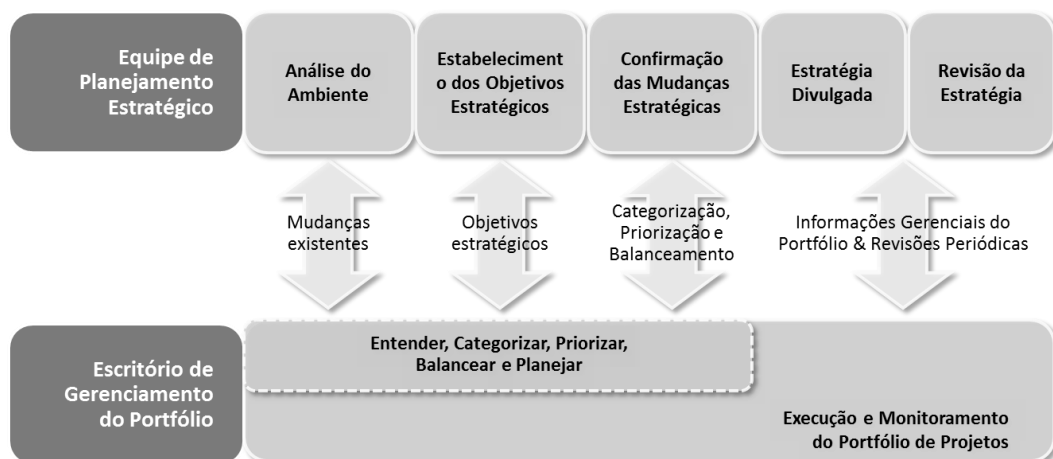 Equipe de
Planejamento
Estratégico
Análise do
Ambiente
Estabeleciment
o dos Objetivos
Estratégicos
Confirmação
das Mudanças
Estratégicas
Estratégia
Divulgada
Revisão da
Estratégia
Mudanças
existentes
Objetivos
estratégicos
Categorização,
Priorização e
Balanceamento
Informações Gerenciais do
Portfólio & Revisões Periódicas
Escritório de
Gerenciamento
do Portfólio
Entender, Categorizar, Priorizar,
Balancear e Planejar
Execução e Monitoramento
do Portfólio de Projetos